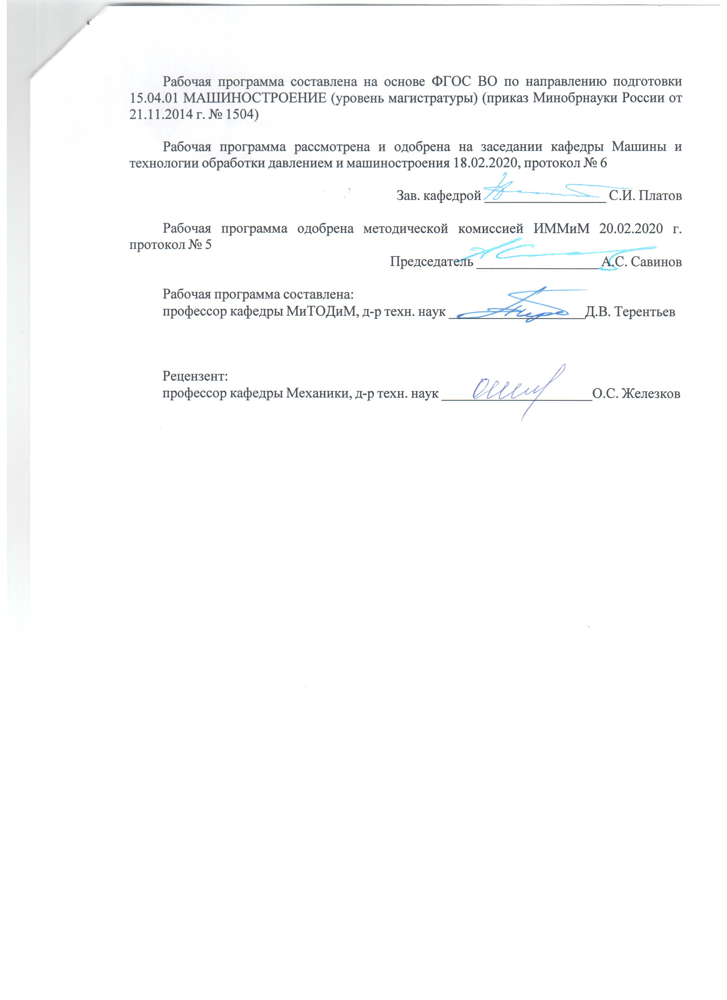 Рабочая программа составлена на основе ФГОС ВО по направлению подготовки
15.04.01 МАШИНОСТРОЕНИЕ (уровень магистратуры) (приказ Минобрнауки России от
21.11.2014 г. № 1504)
Рабочая программа рассмотрена и одобрена на заседании кафедры Машины и
технологии обработки давлением и машиностроения 18.02.2020, протокол № 6
Зав. кафедрой ____________________ С.И. Платов
Рабочая программа одобрена методической комиссией ИММиМ 20.02.2020 г.
протокол № 5
Председатель ____________________ А.С. Савинов
Рабочая программа составлена:
профессор кафедры МиТОДиМ, д-р техн. наук ____________________ Д.В. Терентьев
Рецензент:
профессор кафедры Механики, д-р техн. наук ____________________ О.С. Железков